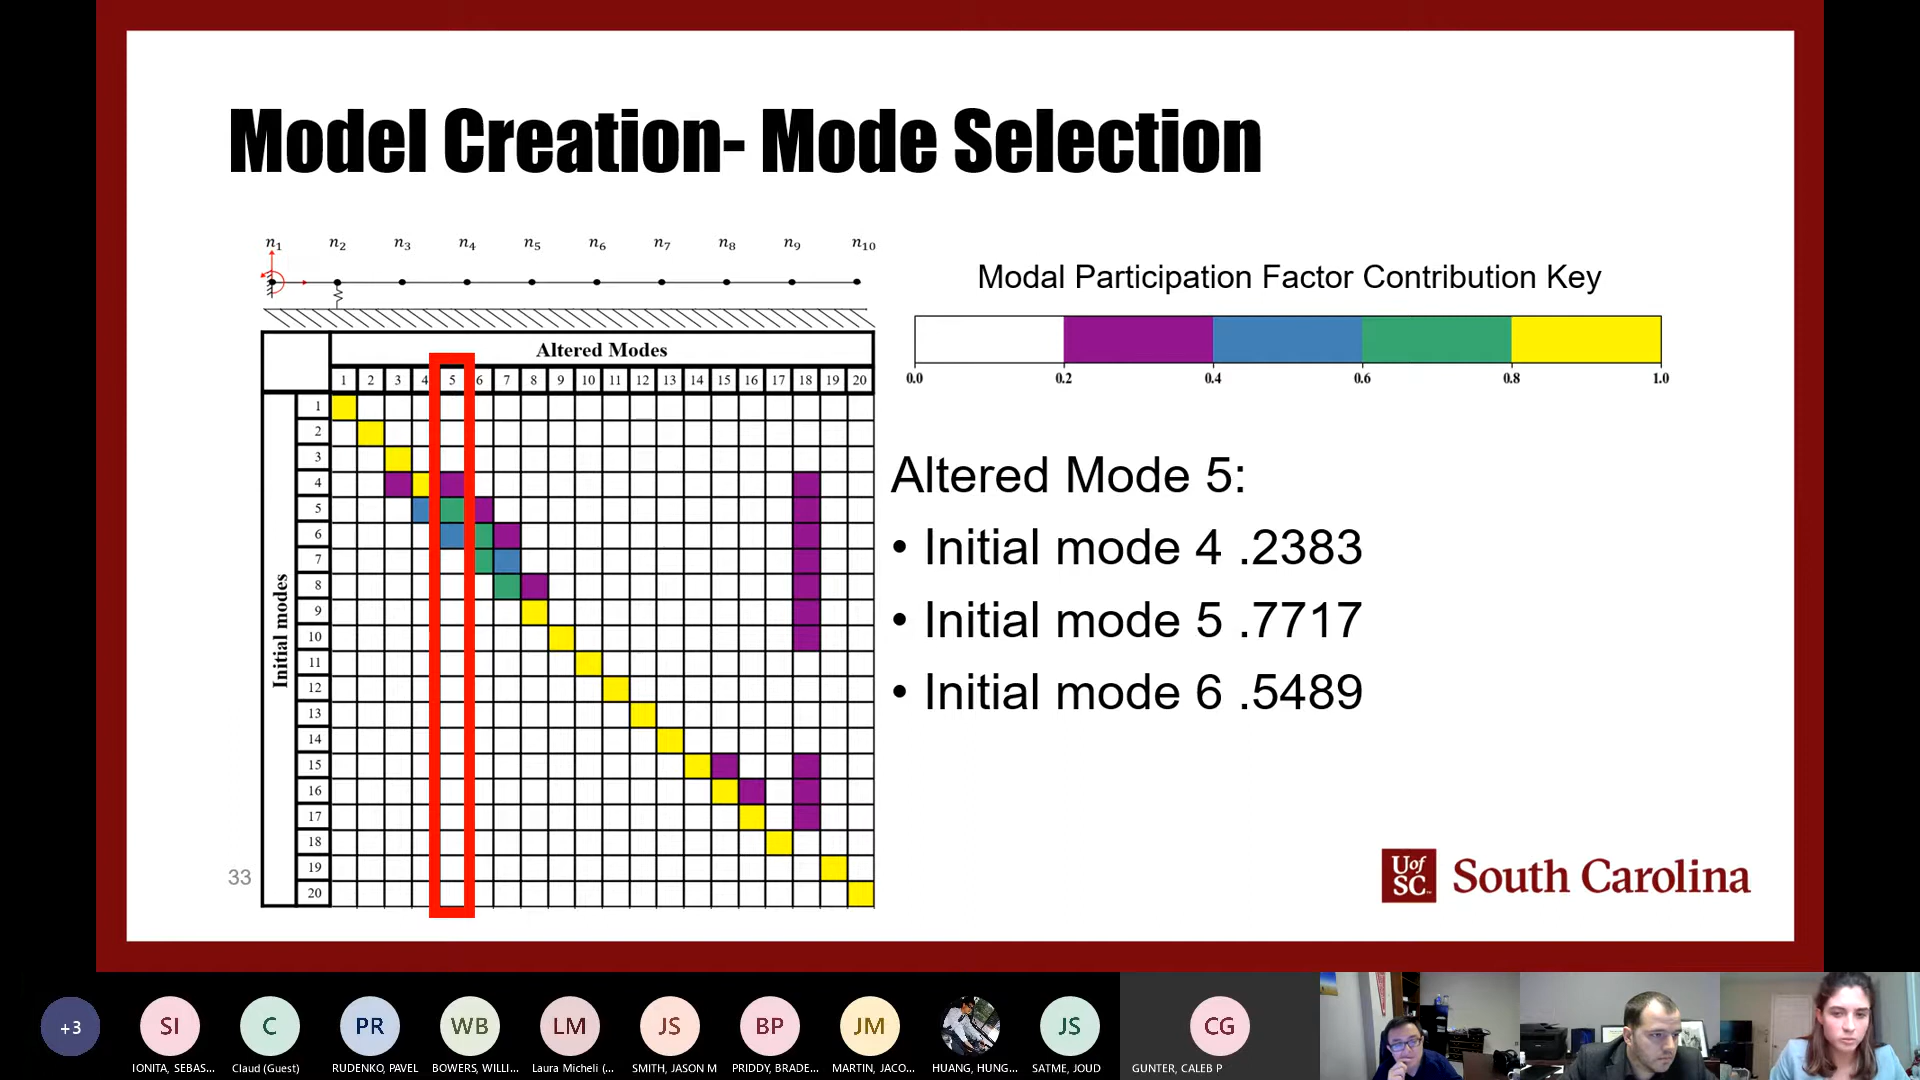 Model Creation- Mode Selection
n1 n2 n3 n4 n5 n6 n7 n8 n9 n10
Modal Participation Factor Contribution Key
0.0 0.2 0.4 0.6 0.8 1.0
Altered Modes
1 2 3 4 5 6 7 8 9 10 11 12 13 14 15 16 17 18 19 20
Initial modes
1
2
3
4
5
6
7
8
9
10
11
12
13
14
15
16
17
18
19
20
Altered Mode 5:
• Initial mode 4 .2383
• Initial mode 5 .7717
• Initial mode 6 .5489
33
UofSC
South Carolina
+3 SI C PR WB LM JS BP JM JS CG
IONITA, SEBAS... Claud (Guest) RUDENKO, PAVEL BOWERS, WILLI... Laura Micheli (... SMITH, JASON M PRIDDY, BRADE... MARTIN, JACO... HUANG, HUNG... SATME, JOUD GUNTER, CALEB P